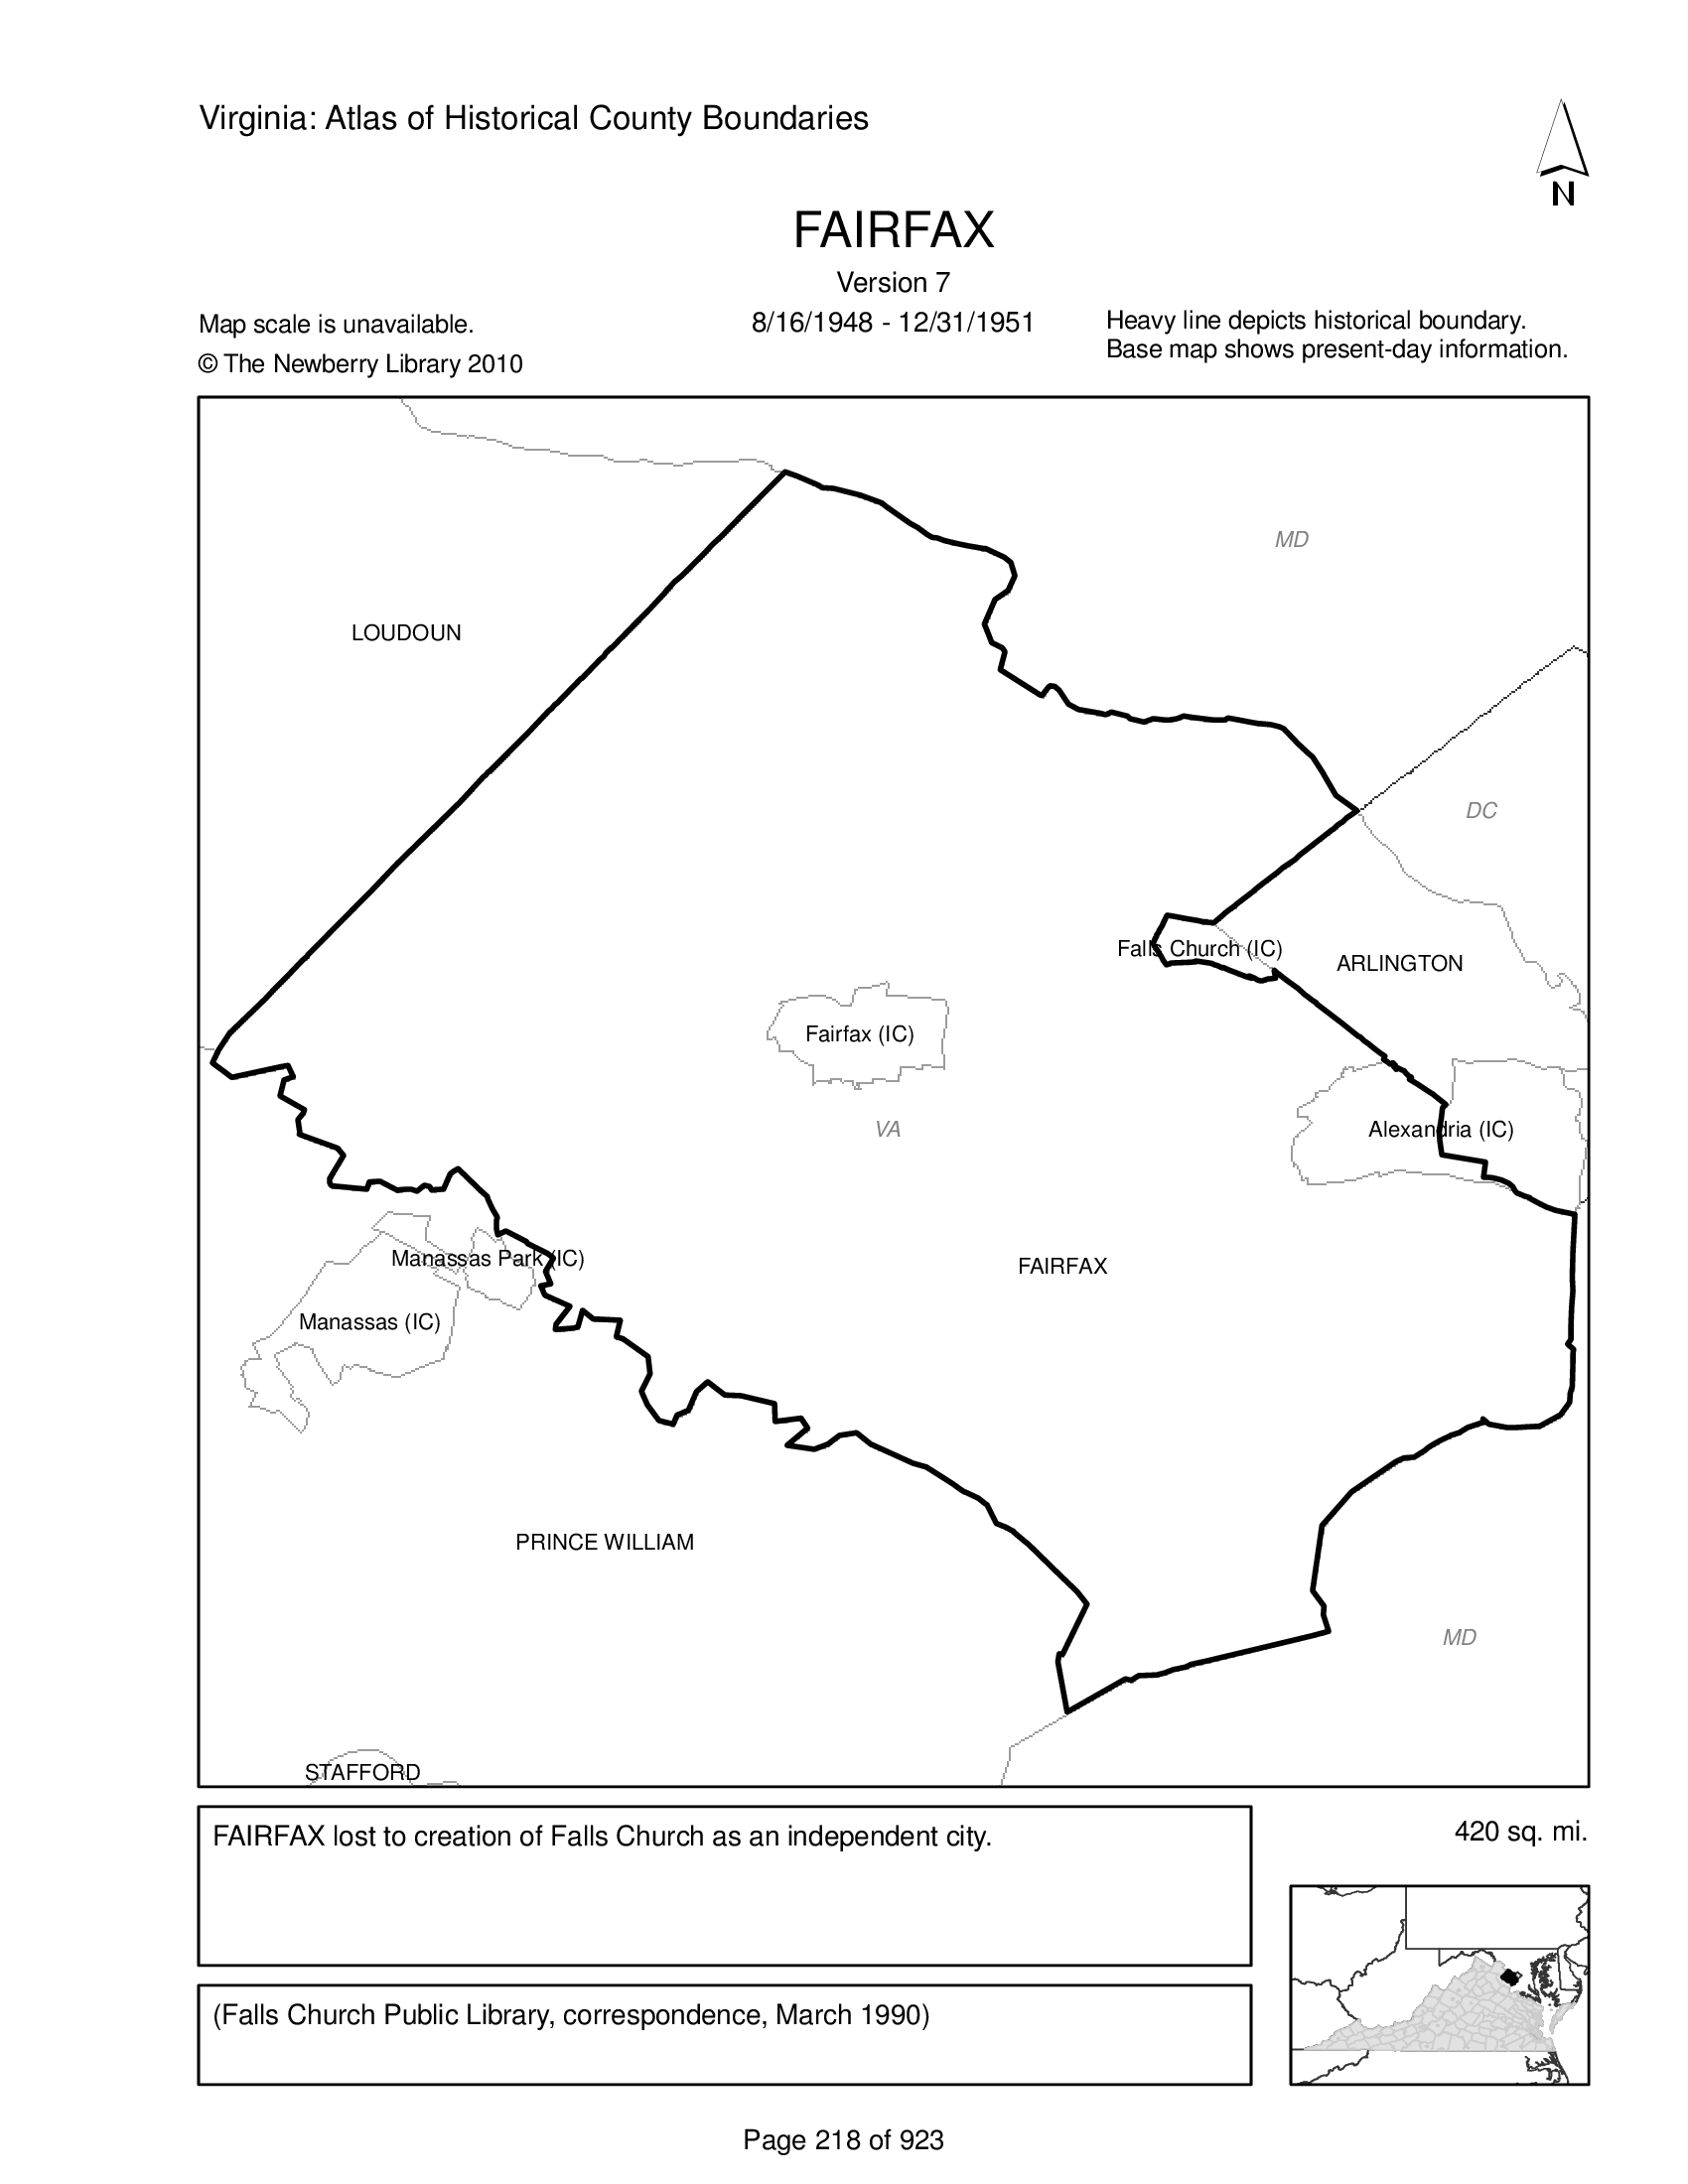 Virginia: Atlas of Historical County Boundaries
N
FAIRFAX
Version 7
8/16/1948 - 12/31/1951
Map scale is unavailable.
© The Newberry Library 2010
Heavy line depicts historical boundary.
Base map shows present-day information.
MD
LOUDOUN
DC
Falls Church (IC)
ARLINGTON
Fairfax (IC)
VA
Alexandria (IC)
Manassas Park (IC)
FAIRFAX
Manassas (IC)
PRINCE WILLIAM
MD
STAFFORD
FAIRFAX lost to creation of Falls Church as an independent city.
420 sq. mi.
(Falls Church Public Library, correspondence, March 1990)
Page 218 of 923